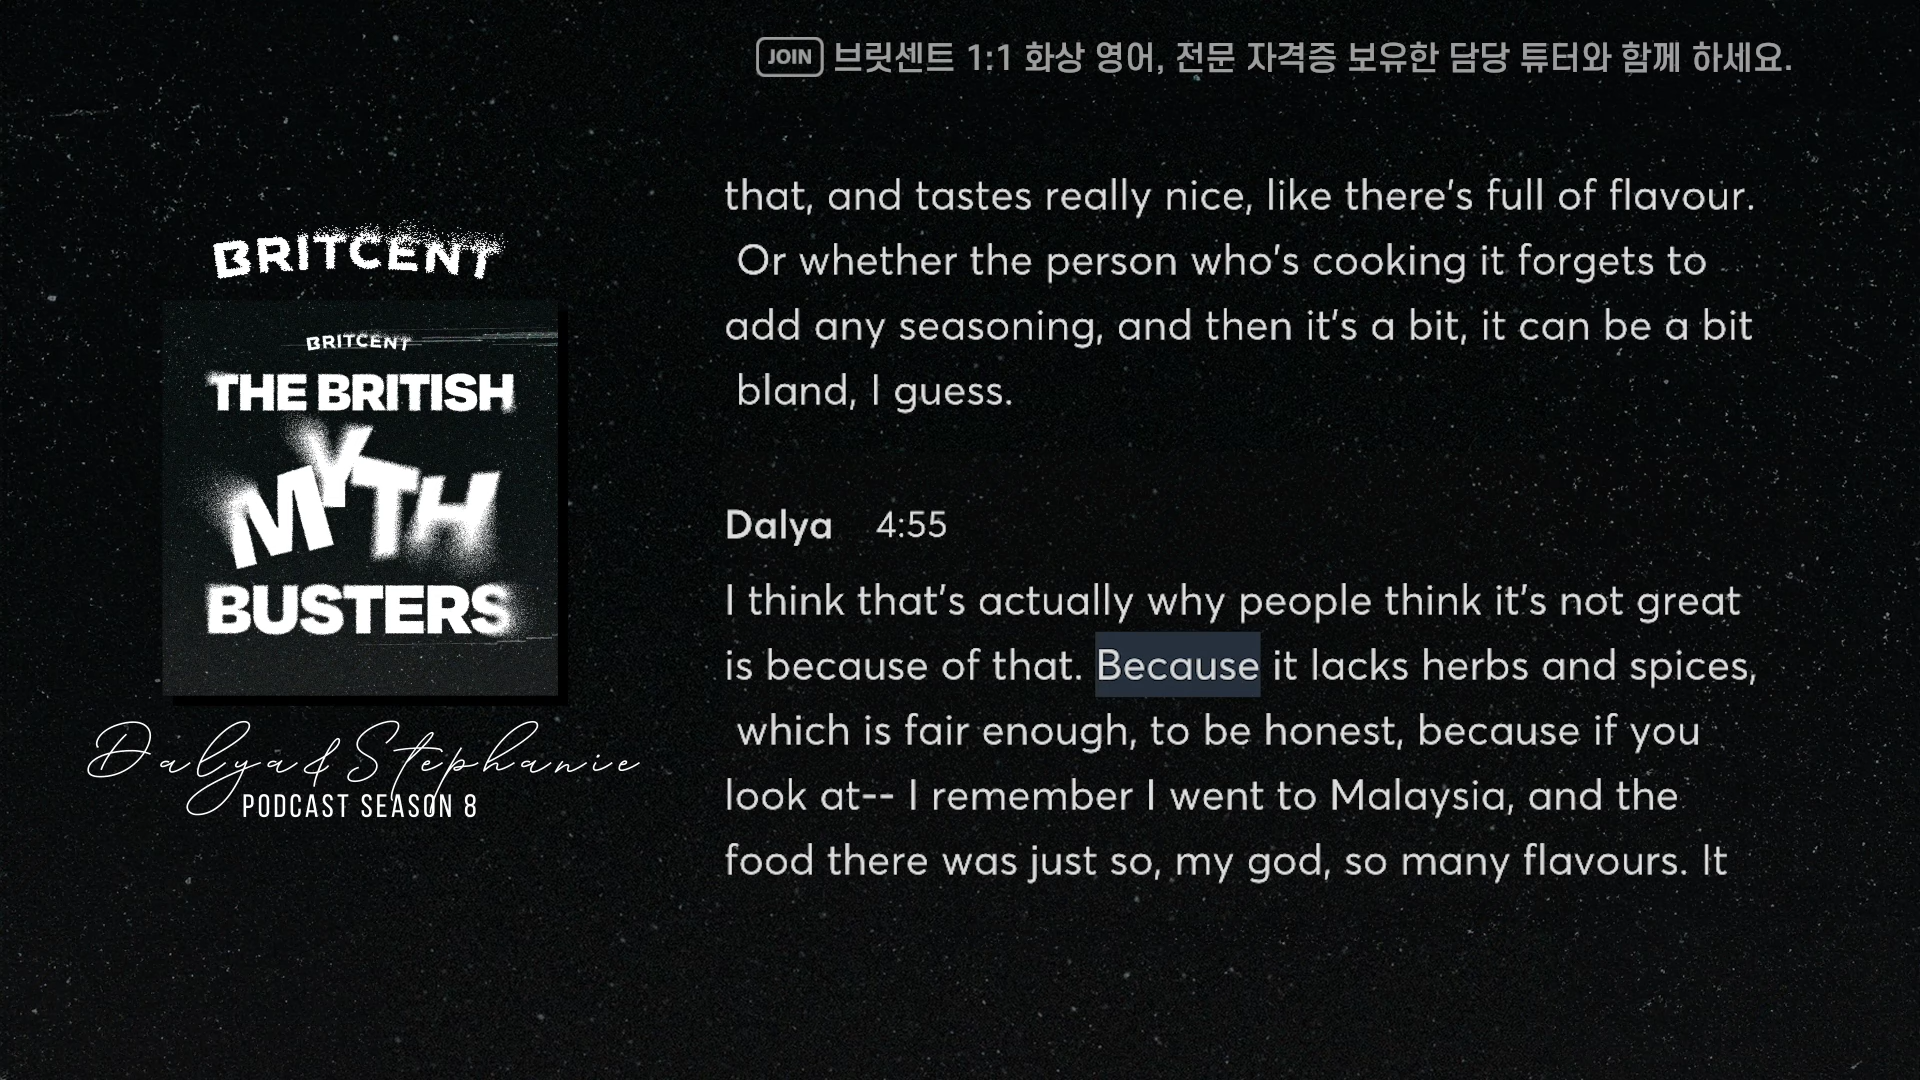 JOIN 브릿센트 1:1 화상 영어, 전문 자격증 보유한 담당 튜터와 함께 하세요.
BRITCENT
BRITCENT
THE BRITISH
MYTH
BUSTERS
Dalya & Stephanie
PODCAST SEASON 8
that, and tastes really nice, like there's full of flavour.
Or whether the person who's cooking it forgets to
add any seasoning, and then it's a bit, it can be a bit
bland, I guess.
Dalya 4:55
I think that's actually why people think it's not great
is because of that. Because it lacks herbs and spices,
which is fair enough, to be honest, because if you
look at-- I remember I went to Malaysia, and the
food there was just so, my god, so many flavours. It